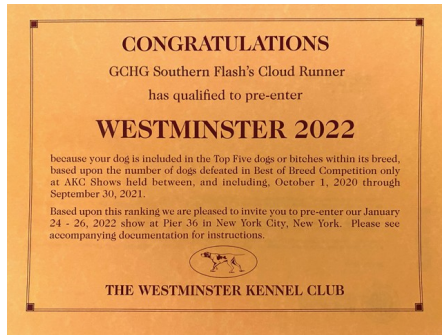 CONGRATULATIONS
GCHG Southern Flash's Cloud Runner
has qualified to pre-enter
WESTMINSTER 2022
because your dog is included in the Top Five dogs or bitches within its breed,
based upon the number of dogs defeated in Best of Breed Competition only
at AKC Shows held between, and including, October 1, 2020 through
September 30, 2021.
Based upon this ranking we are pleased to invite you to pre-enter our January
24 - 26, 2022 show at Pier 36 in New York City, New York. Please see
accompanying documentation for instructions.
THE WESTMINSTER KENNEL CLUB